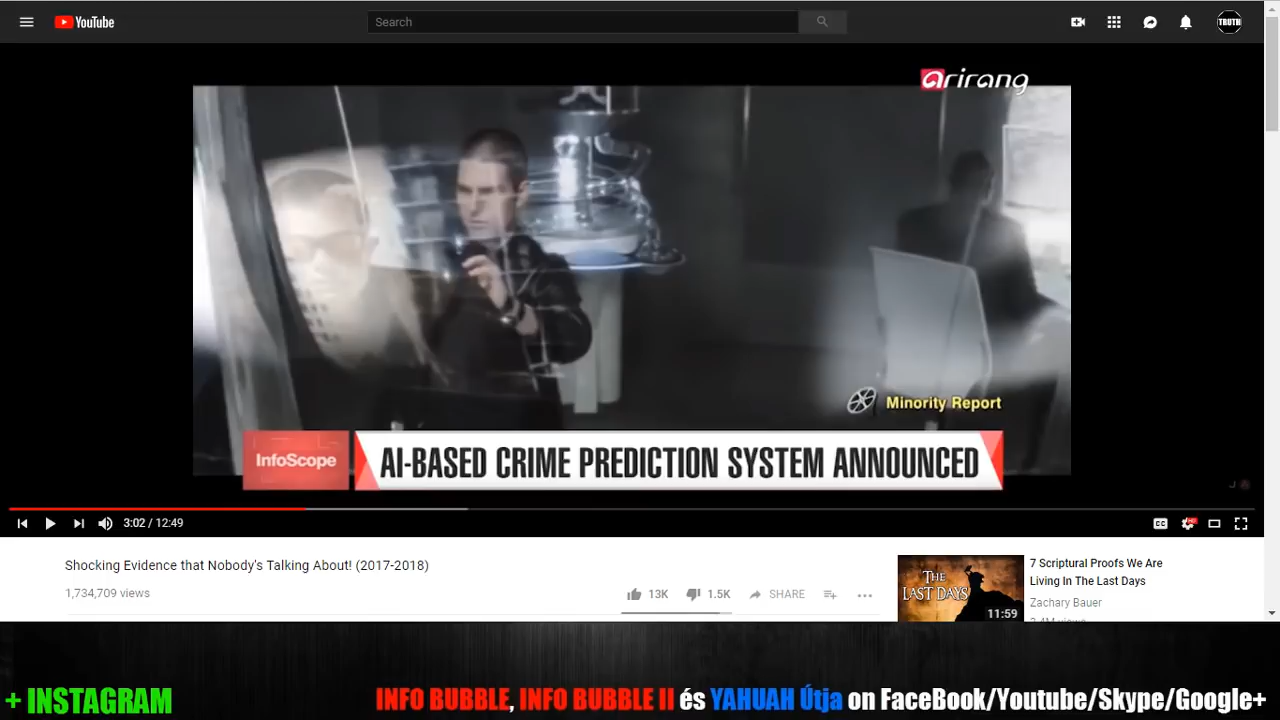 YouTube
Search
TRUTH
arirang
Minority Report
InfoScope
AI-BASED CRIME PREDICTION SYSTEM ANNOUNCED
3:02 / 12:49
CC
HD
Shocking Evidence that Nobody's Talking About! (2017-2018)
1,734,709 views
13K
1.5K
SHARE
THE LAST DAYS
11:59
7 Scriptural Proofs We Are
Living In The Last Days
Zachary Bauer
+ INSTAGRAM
INFO BUBBLE, INFO BUBBLE II és YAHUAH Útja on FaceBook/Youtube/Skype/Google+